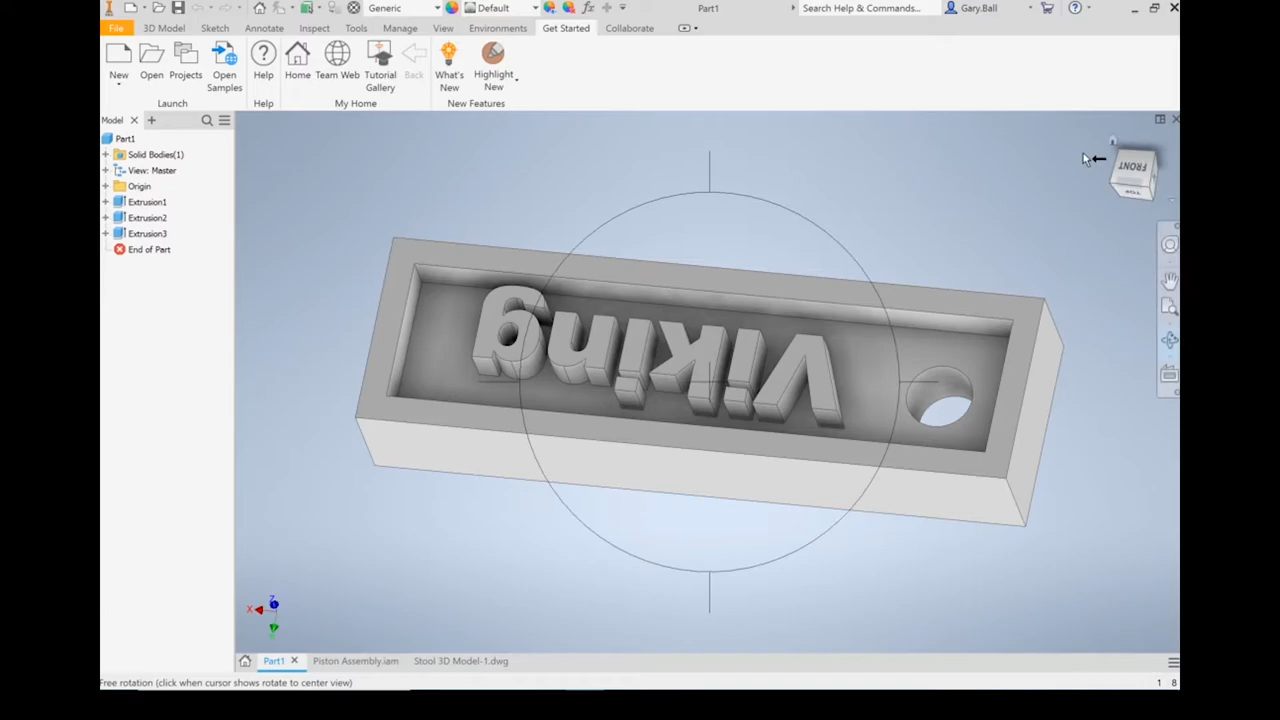 Generic
Default
Part1
Search Help & Commands...
Gary.Ball
File
3D Model
Sketch
Annotate
Inspect
Tools
Manage
View
Environments
Get Started
Collaborate
New
Open
Projects
Open Samples
Help
Home
Team Web
Tutorial Gallery
Back
What's New
Highlight New
Launch
Help
My Home
New Features
Model
Part1
Solid Bodies(1)
View: Master
Origin
Extrusion1
Extrusion2
Extrusion3
End of Part
FRONT
Viking
X
Z
Part1
Piston Assembly.iam
Stool 3D Model-1.dwg
Free rotation (click when cursor shows rotate to center view)
1 8